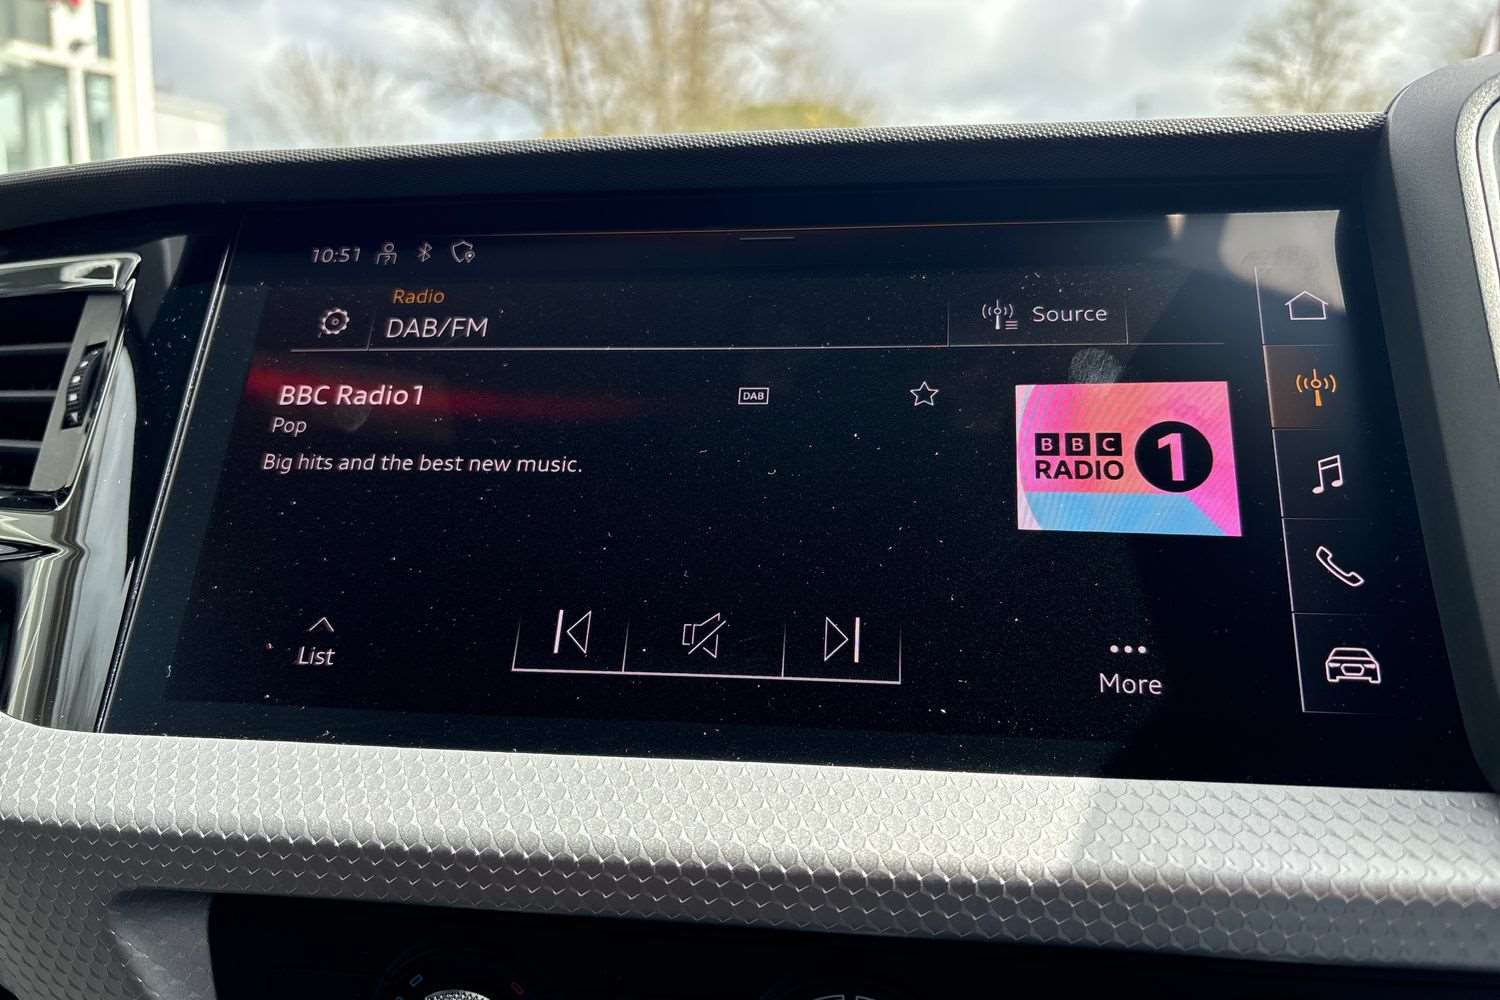 10:51
Radio
DAB/FM
Source
BBC Radio 1
DAB
Pop
Big hits and the best new music.
BBC
RADIO 1
List
More